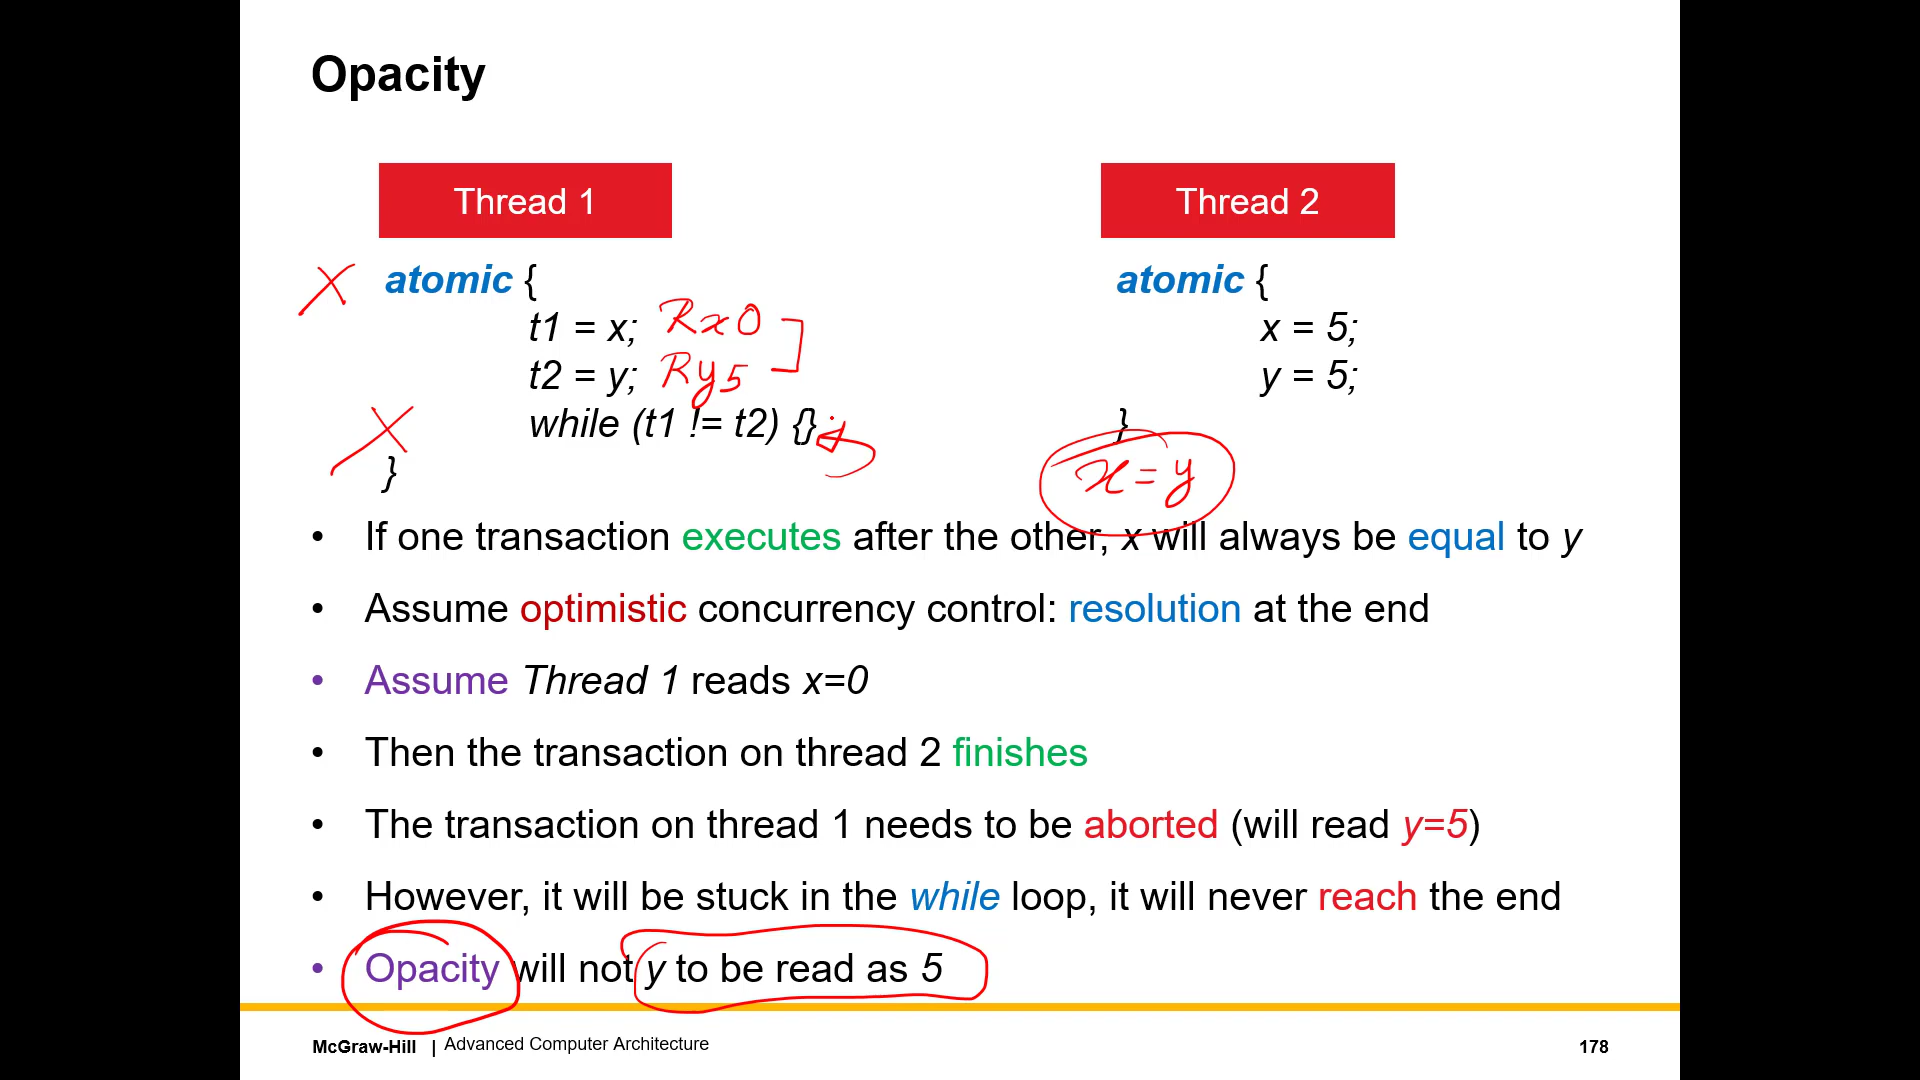 Opacity
Thread 1
Thread 2
atomic {
t1 = x; Rx0
t2 = y; Ry5
while (t1 != t2) {}
}
atomic {
x = 5;
y = 5;
}
x = y
• If one transaction executes after the other, x will always be equal to y
• Assume optimistic concurrency control: resolution at the end
• Assume Thread 1 reads x=0
• Then the transaction on thread 2 finishes
• The transaction on thread 1 needs to be aborted (will read y=5)
• However, it will be stuck in the while loop, it will never reach the end
• Opacity will not y to be read as 5
McGraw-Hill | Advanced Computer Architecture
178